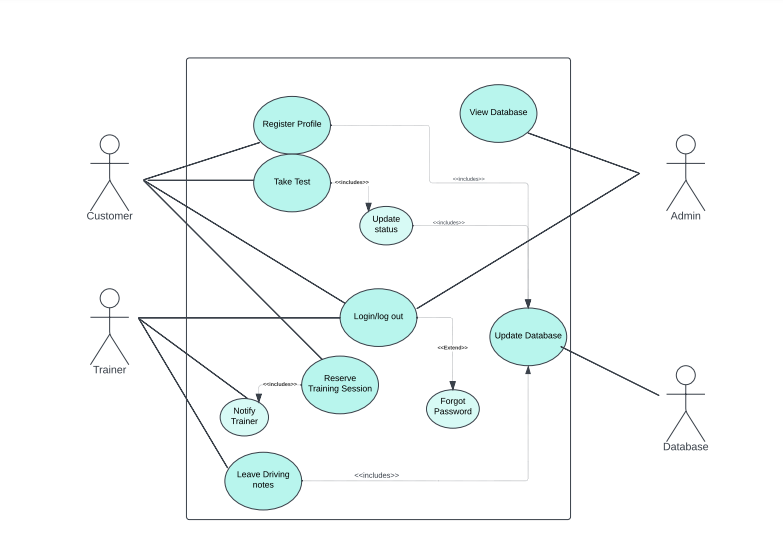 View Database
Register Profile
Take Test
<<includes>>
<<includes>>
Customer
Admin
Update
status
<<includes>>
Login/log out
Update Database
<<Extend>>
Trainer
Reserve
Training Session
<<includes>>
Notify
Trainer
Forgot
Password
Database
Leave Driving
notes
<<includes>>